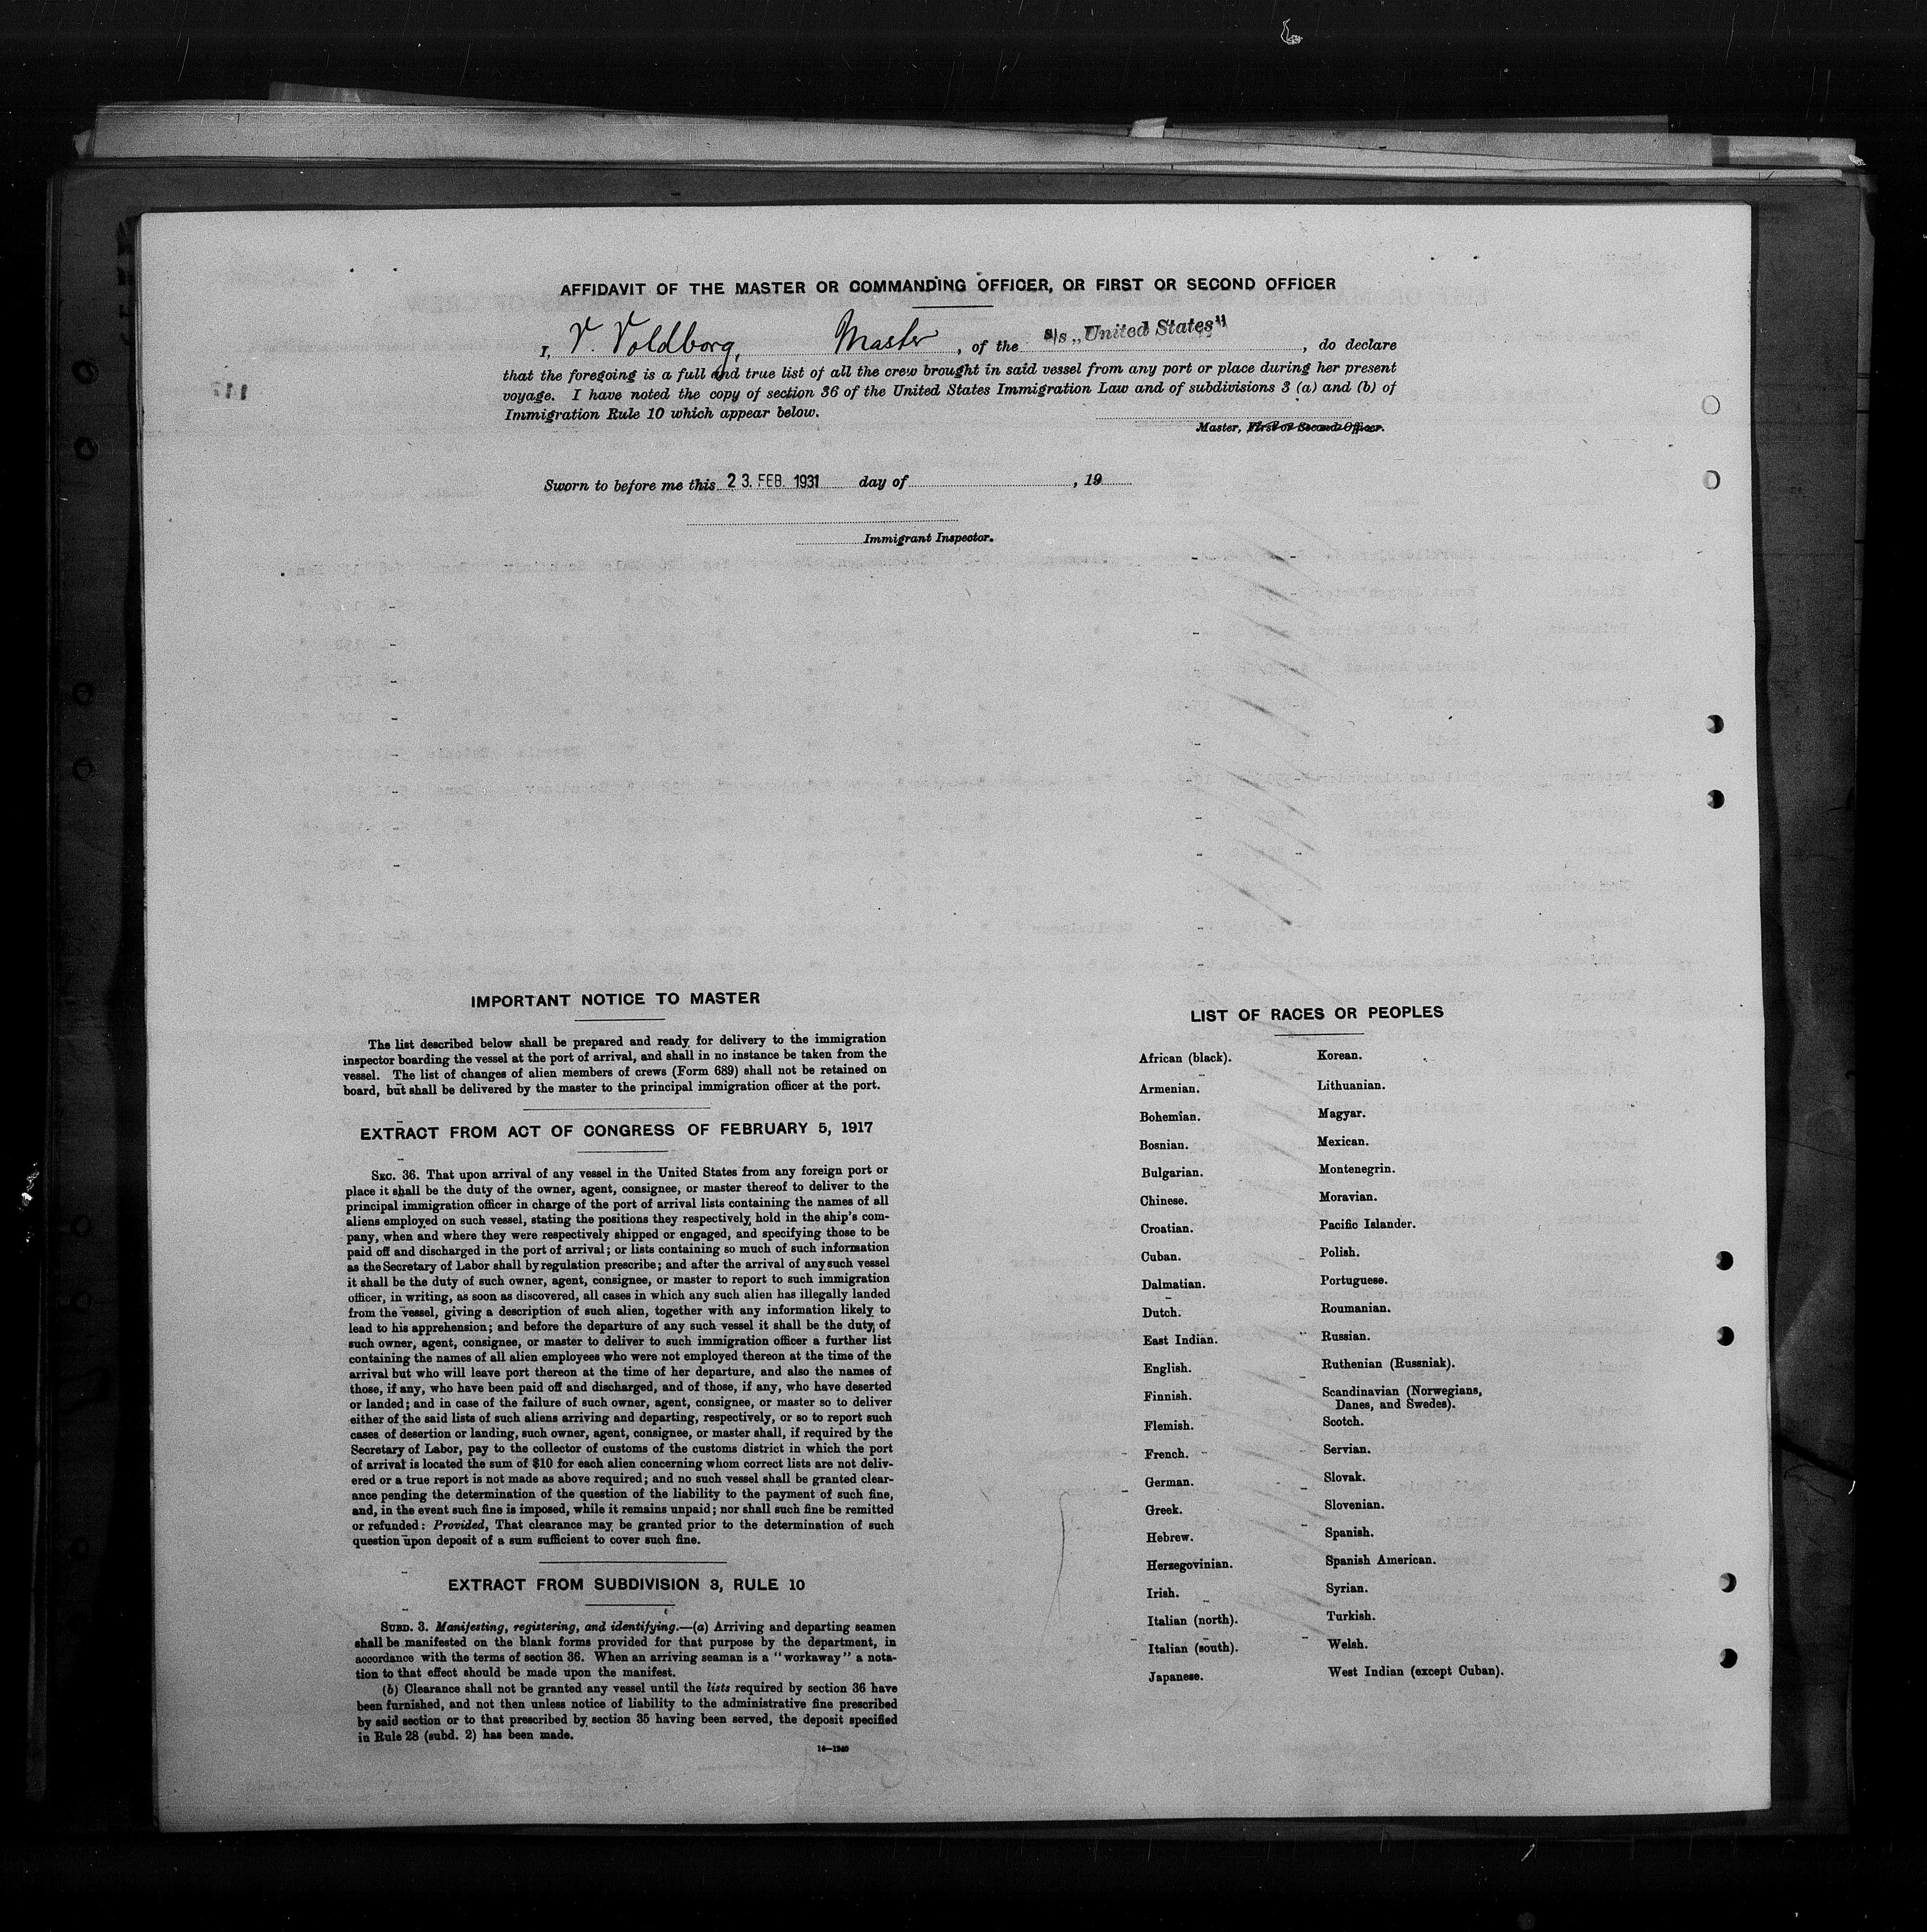 AFFIDAVIT OF THE MASTER OR COMMANDING OFFICER, OR FIRST OR SECOND OFFICER
I, V. Voldborg, Master, of the s/s „United States", do declare
that the foregoing is a full and true list of all the crew brought in said vessel from any port or place during her present
voyage. I have noted the copy of section 36 of the United States Immigration Law and of subdivisions 3 (a) and (b) of
Immigration Rule 10 which appear below.
Master, First or Second Officer.
Sworn to before me this 23. FEB. 1931 day of , 19
Immigrant Inspector.
IMPORTANT NOTICE TO MASTER
The list described below shall be prepared and ready for delivery to the immigration
inspector boarding the vessel at the port of arrival, and shall in no instance be taken from the
vessel. The list of changes of alien members of crews (Form 689) shall not be retained on
board, but shall be delivered by the master to the principal immigration officer at the port.
EXTRACT FROM ACT OF CONGRESS OF FEBRUARY 5, 1917
SEC. 36. That upon arrival of any vessel in the United States from any foreign port or
place it shall be the duty of the owner, agent, consignee, or master thereof to deliver to the
principal immigration officer in charge of the port of arrival lists containing the names of all
aliens employed on such vessel, stating the positions they respectively hold in the ship's com-
pany, when and where they were respectively shipped or engaged, and specifying those to be
paid off and discharged in the port of arrival; or lists containing so much of such information
as the Secretary of Labor shall by regulation prescribe; and after the arrival of any such vessel
it shall be the duty of such owner, agent, consignee, or master to report to such immigration
officer, in writing, as soon as discovered, all cases in which any such alien has illegally landed
from the vessel, giving a description of such alien, together with any information likely to
lead to his apprehension; and before the departure of any such vessel it shall be the duty of
such owner, agent, consignee, or master to deliver to such immigration officer a further list
containing the names of all alien employees who were not employed thereon at the time of the
arrival but who will leave port thereon at the time of her departure, and also the names of
those, if any, who have been paid off and discharged, and of those, if any, who have deserted
or landed; and in case of the failure of such owner, agent, consignee, or master so to deliver
either of the said lists of such aliens arriving and departing, respectively, or so to report such
cases of desertion or landing, such owner, agent, consignee, or master shall, if required by the
Secretary of Labor, pay to the collector of customs of the customs district in which the port
of arrival is located the sum of $10 for each alien concerning whom correct lists are not deliv-
ered or a true report is not made as above required; and no such vessel shall be granted clear-
ance pending the determination of the question of the liability to the payment of such fine,
and, in the event such fine is imposed, while it remains unpaid; nor shall such fine be remitted
or refunded: Provided, That clearance may be granted prior to the determination of such
question upon deposit of a sum sufficient to cover such fine.
EXTRACT FROM SUBDIVISION 3, RULE 10
SUBD. 3. Manifesting, registering, and identifying.—(a) Arriving and departing seamen
shall be manifested on the blank forms provided for that purpose by the department, in
accordance with the terms of section 36. When an arriving seaman is a "workaway" a nota-
tion to that effect should be made upon the manifest.
(b) Clearance shall not be granted any vessel until the lists required by section 36 have
been furnished, and not then unless notice of liability to the administrative fine prescribed
by said section or to that prescribed by section 35 having been served, the deposit specified
in Rule 28 (subd. 2) has been made.
LIST OF RACES OR PEOPLES
African (black).
Armenian.
Bohemian.
Bosnian.
Bulgarian.
Chinese.
Croatian.
Cuban.
Dalmatian.
Dutch.
East Indian.
English.
Finnish.
Flemish.
French.
German.
Greek.
Hebrew.
Herzegovinian.
Irish.
Italian (north).
Italian (south).
Japanese.
Korean.
Lithuanian.
Magyar.
Mexican.
Montenegrin.
Moravian.
Pacific Islander.
Polish.
Portuguese.
Roumanian.
Russian.
Ruthenian (Russniak).
Scandinavian (Norwegians,
Danes, and Swedes).
Scotch.
Servian.
Slovak.
Slovenian.
Spanish.
Spanish American.
Syrian.
Turkish.
Welsh.
West Indian (except Cuban).